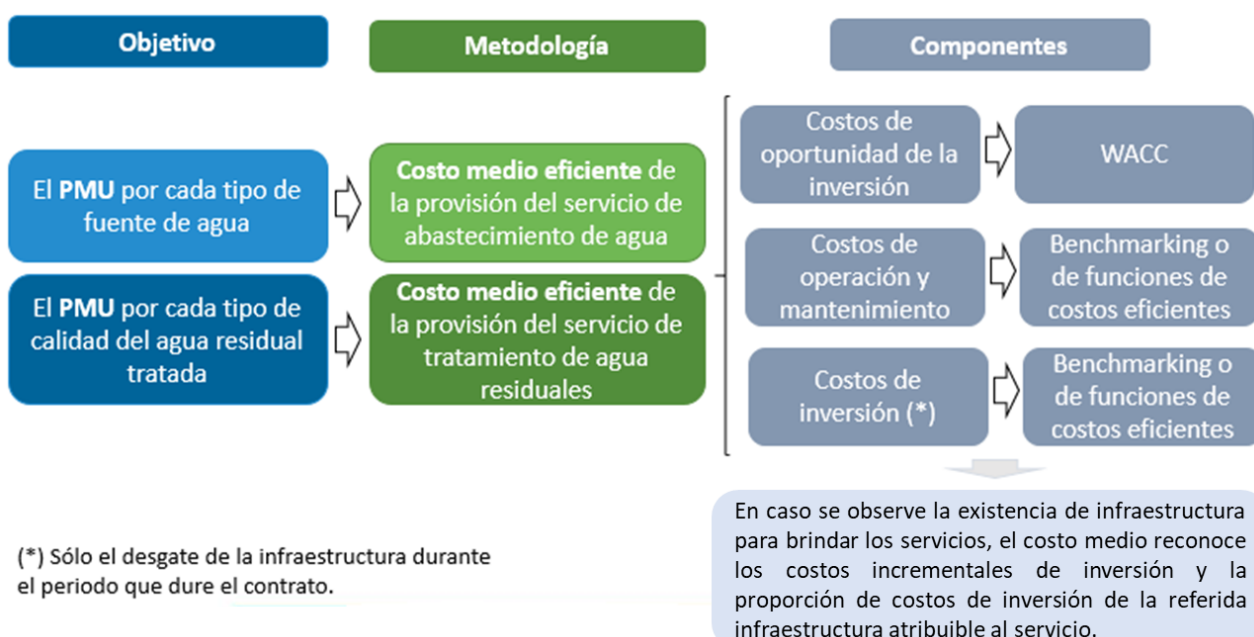 Objetivo
Metodología
Componentes
El PMU por cada tipo de
fuente de agua
Costo medio eficiente de
la provisión del servicio de
abastecimiento de agua
El PMU por cada tipo de
calidad del agua residual
tratada
Costo medio eficiente de
la provisión del servicio de
tratamiento de agua
residuales
Costos de
oportunidad de la
inversión
WACC
Costos de
operación y
mantenimiento
Benchmarking o
de funciones de
costos eficientes
Costos de
inversión (*)
Benchmarking o
de funciones de
costos eficientes
En caso se observe la existencia de infraestructura
para brindar los servicios, el costo medio reconoce
los costos incrementales de inversión y la
proporción de costos de inversión de la referida
infraestructura atribuible al servicio.
(*) Sólo el desgate de la infraestructura durante
el periodo que dure el contrato.